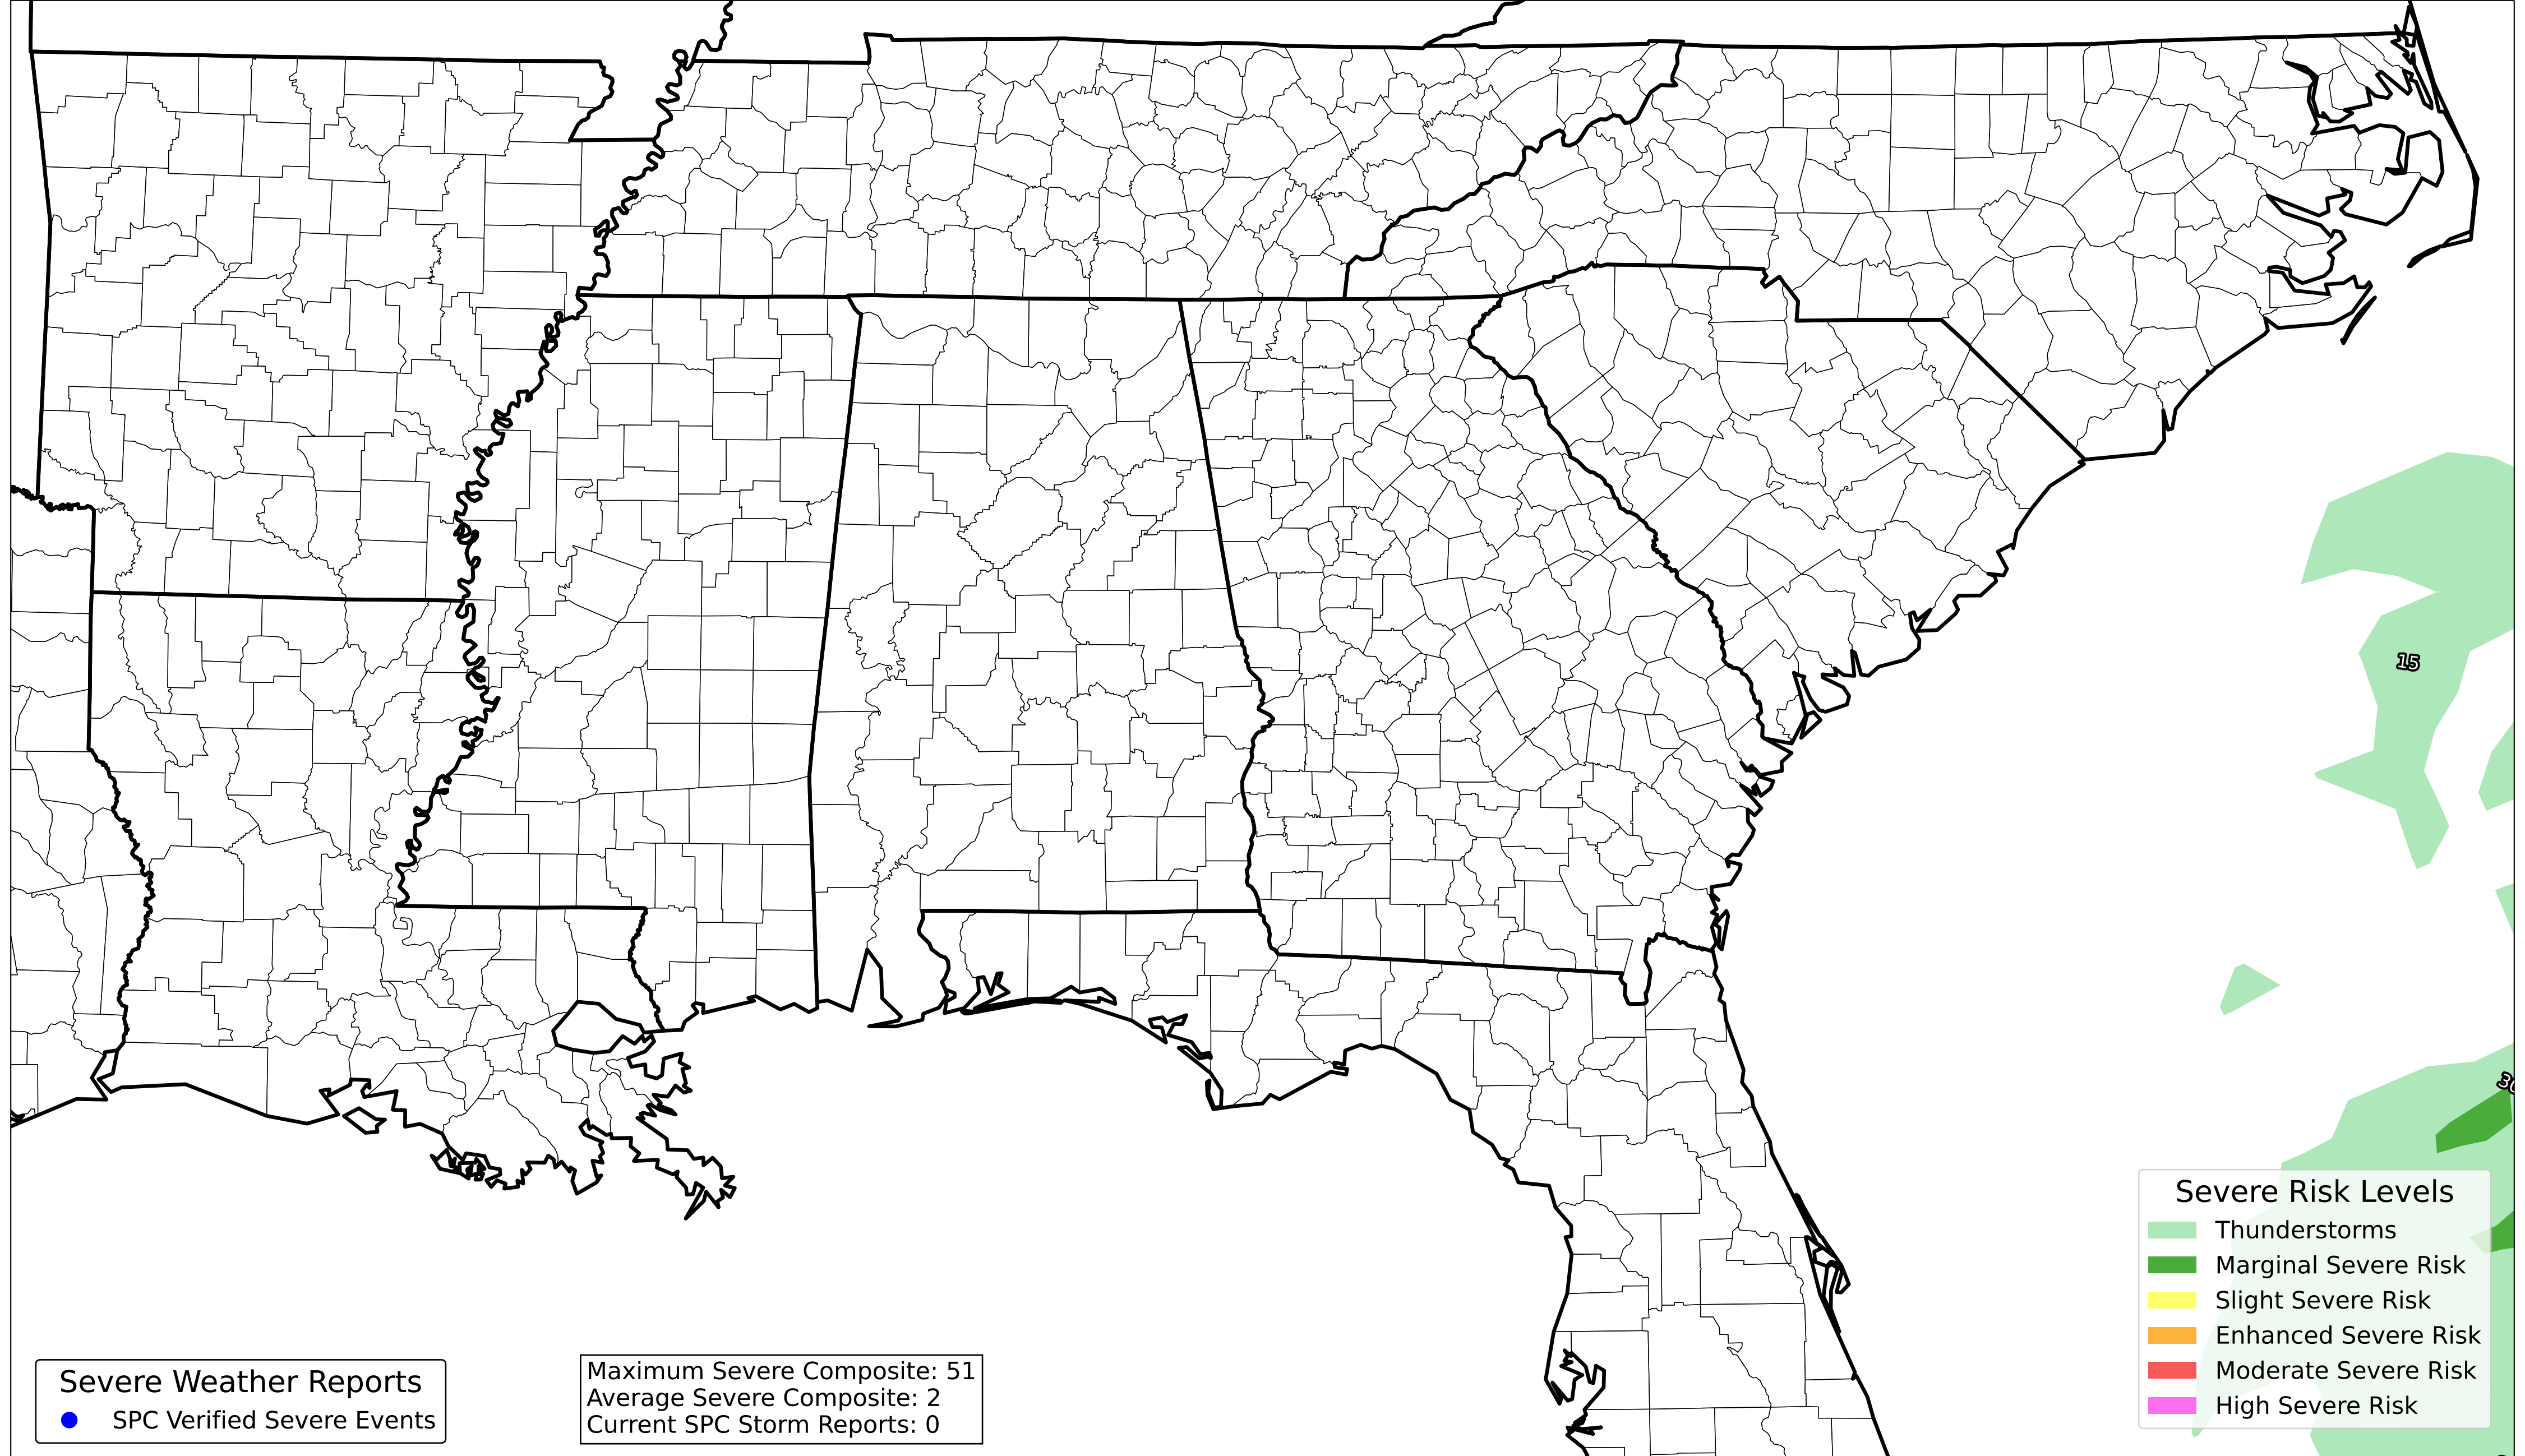 15
Severe Risk Levels
Thunderstorms
Marginal Severe Risk
Slight Severe Risk
Enhanced Severe Risk
Moderate Severe Risk
High Severe Risk
Severe Weather Reports
SPC Verified Severe Events
Maximum Severe Composite: 51
Average Severe Composite: 2
Current SPC Storm Reports: 0